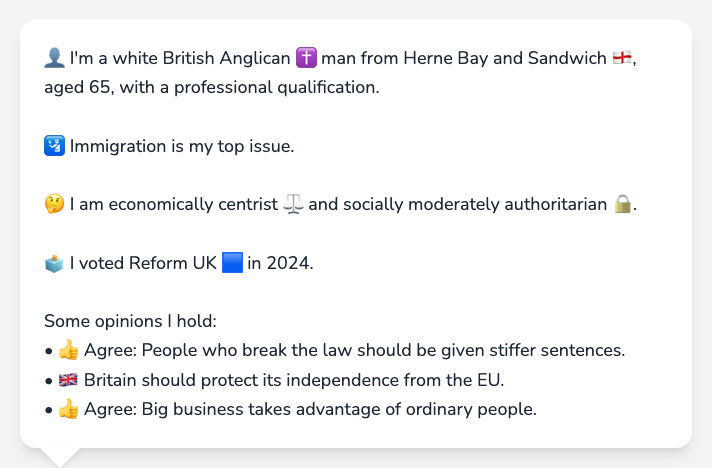 👤 I'm a white British Anglican ✝️ man from Herne Bay and Sandwich 🏴󠁧󠁢󠁥󠁮󠁧󠁿,
aged 65, with a professional qualification.
🛂 Immigration is my top issue.
🤔 I am economically centrist ⚖️ and socially moderately authoritarian 🔒.
🗳️ I voted Reform UK 🟦 in 2024.
Some opinions I hold:
• 👍 Agree: People who break the law should be given stiffer sentences.
• 🇬🇧 Britain should protect its independence from the EU.
• 👍 Agree: Big business takes advantage of ordinary people.